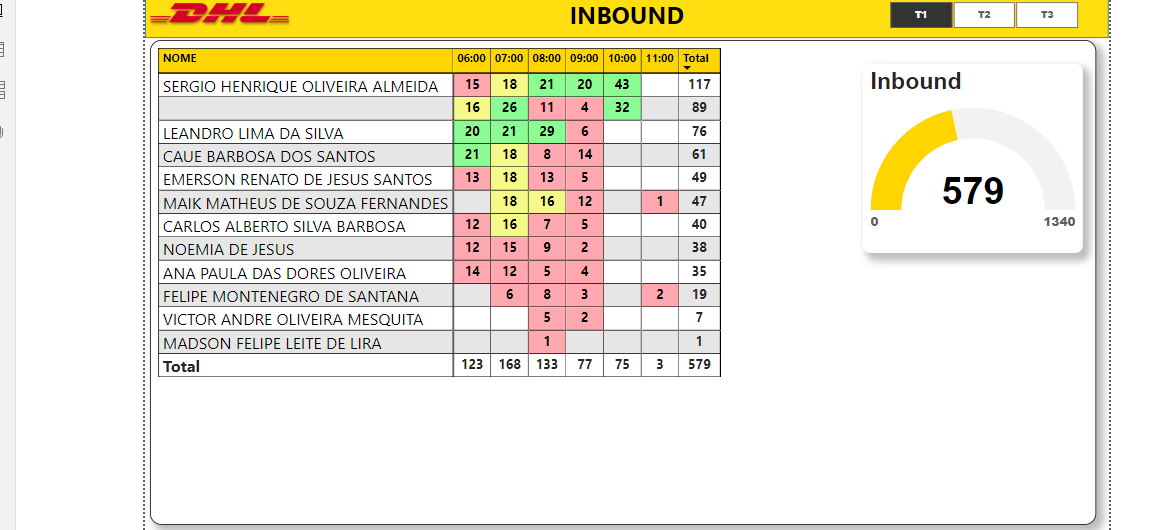 DHL
INBOUND
T1 T2 T3
NOME 06:00 07:00 08:00 09:00 10:00 11:00 Total
SERGIO HENRIQUE OLIVEIRA ALMEIDA 15 18 21 20 43 117
16 26 11 4 32 89
LEANDRO LIMA DA SILVA 20 21 29 6 76
CAUE BARBOSA DOS SANTOS 21 18 8 14 61
EMERSON RENATO DE JESUS SANTOS 13 18 13 5 49
MAIK MATHEUS DE SOUZA FERNANDES 18 16 12 1 47
CARLOS ALBERTO SILVA BARBOSA 12 16 7 5 40
NOEMIA DE JESUS 12 15 9 2 38
ANA PAULA DAS DORES OLIVEIRA 14 12 5 4 35
FELIPE MONTENEGRO DE SANTANA 6 8 3 2 19
VICTOR ANDRE OLIVEIRA MESQUITA 5 2 7
MADSON FELIPE LEITE DE LIRA 1 1
Total 123 168 133 77 75 3 579
Inbound
579
0 1340